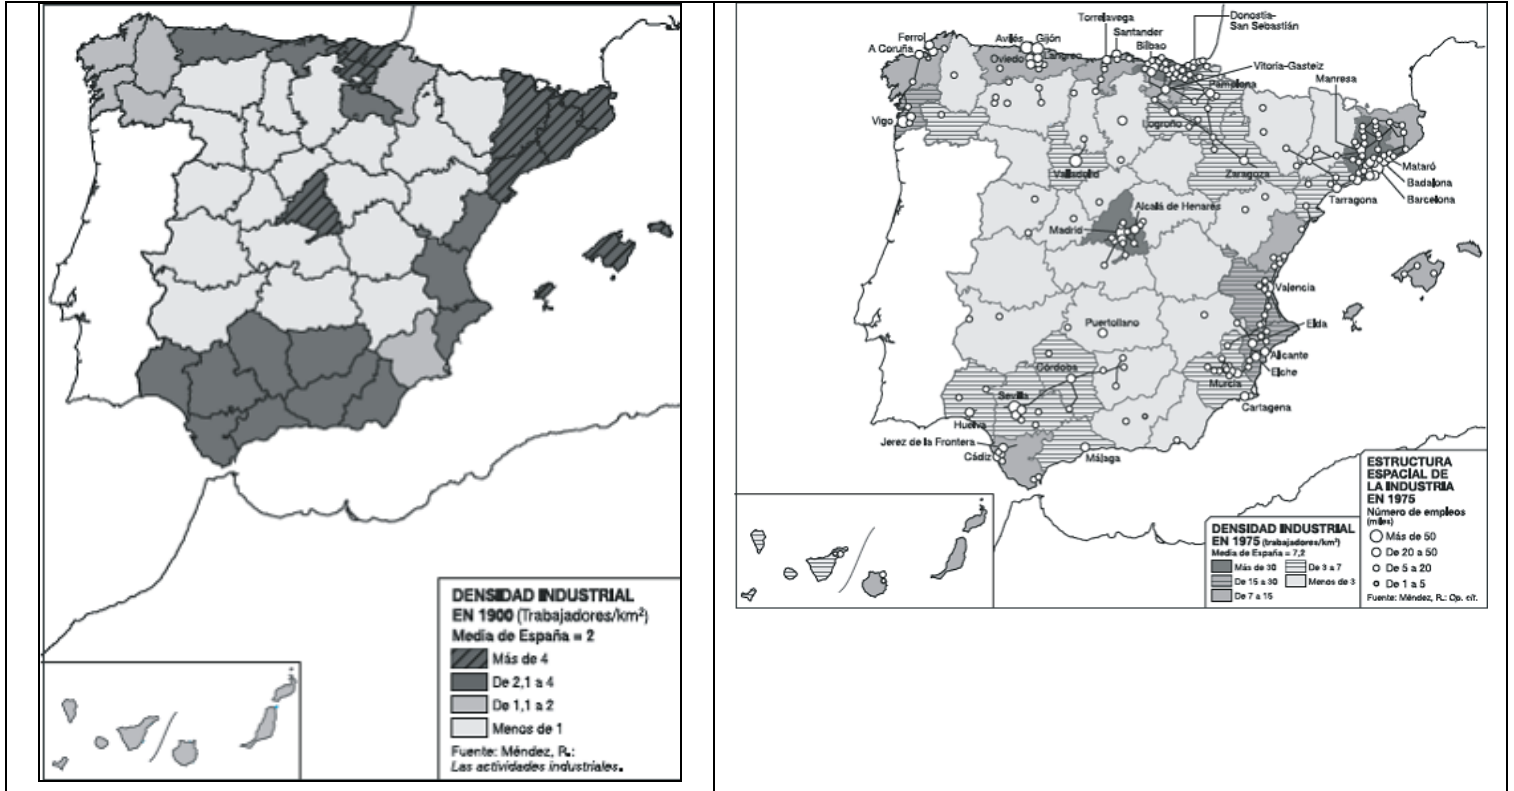 DENSIDAD INDUSTRIAL
EN 1900 (Trabajadores/km²)
Media de España = 2
Más de 4
De 2,1 a 4
De 1,1 a 2
Menos de 1
Fuente: Méndez, R.:
Las actividades industriales.
Torrelavega
Donostia-
San Sebastián
Santander
Ferrol
Avilés
Gijón
Bilbao
A Coruña
Oviedo
Langreo
Vitoria-Gasteiz
Pamplona
Manresa
Vigo
Logroño
Mataró
Valladolid
Zaragoza
Badalona
Tarragona
Barcelona
Alcalá de Henares
Madrid
Valencia
Puertollano
Elda
Alicante
Córdoba
Elche
Murcia
Sevilla
Cartagena
Huelva
Jerez de la Frontera
Cádiz
Málaga
ESTRUCTURA
ESPACIAL DE
LA INDUSTRIA
EN 1975
Número de empleos
(miles)
Más de 50
De 20 a 50
De 5 a 20
De 1 a 5
Fuente: Méndez, R.: Op. cit.
DENSIDAD INDUSTRIAL
EN 1975 (trabajadores/km²)
Media de España = 7,2
Más de 30
De 3 a 7
De 15 a 30
Menos de 3
De 7 a 15